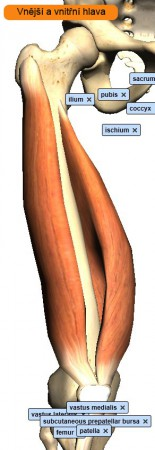 Vnější a vnitřní hlava
sacrum
pubis ×
ilium ×
coccyx
ischium ×
vastus medialis ×
vastus lateralis
subcutaneous prepatellar bursa ×
femur
patella ×